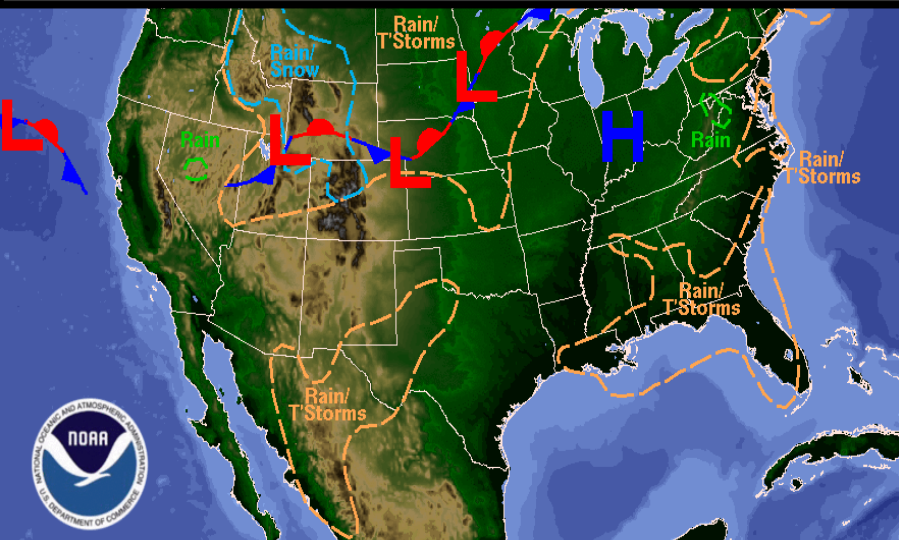 Rain/
T'Storms
Rain/
Snow
L
L
Rain
L
L
H
Rain
Rain/
T'Storms
Rain/
T'Storms
Rain/
T'Storms
NATIONAL OCEANIC AND ATMOSPHERIC ADMINISTRATION
NOAA
U.S. DEPARTMENT OF COMMERCE